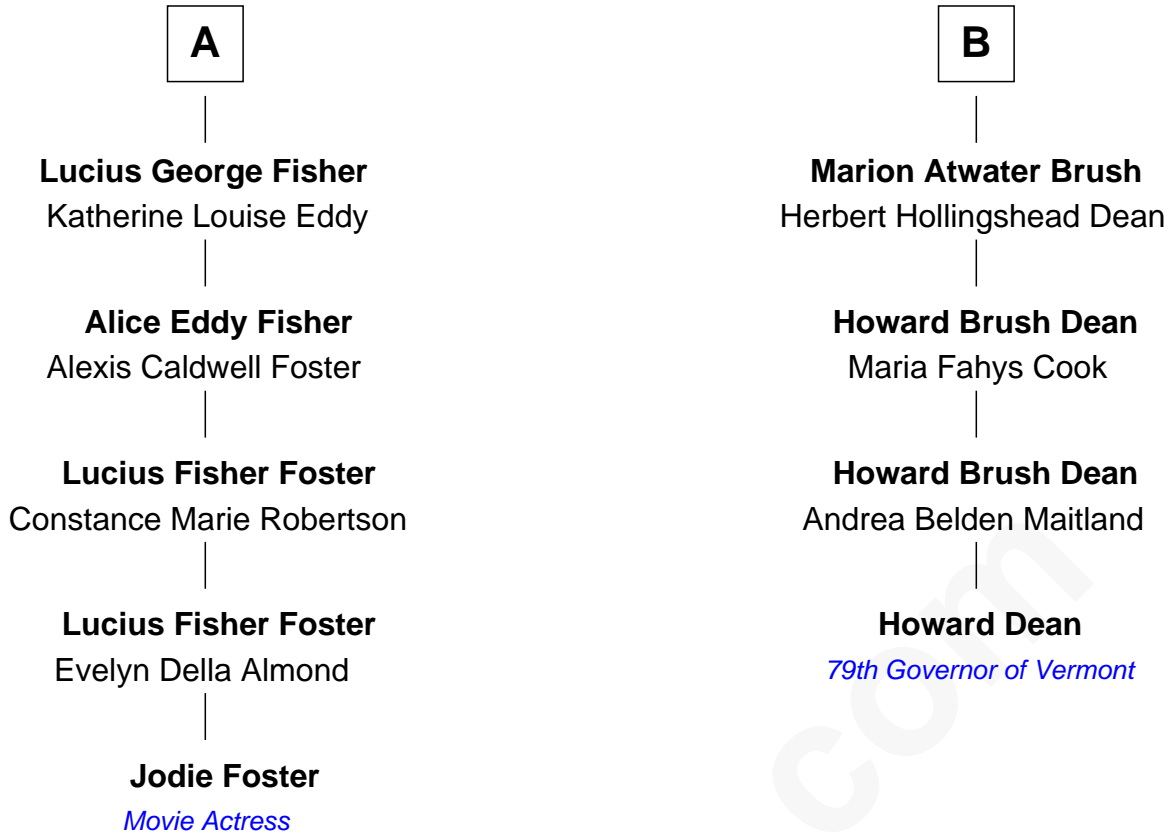 A
Lucius George Fisher
Katherine Louise Eddy
Alice Eddy Fisher
Alexis Caldwell Foster
Lucius Fisher Foster
Constance Marie Robertson
Lucius Fisher Foster
Evelyn Della Almond
Jodie Foster
Movie Actress
B
Marion Atwater Brush
Herbert Hollingshead Dean
Howard Brush Dean
Maria Fahys Cook
Howard Brush Dean
Andrea Belden Maitland
Howard Dean
79th Governor of Vermont
com